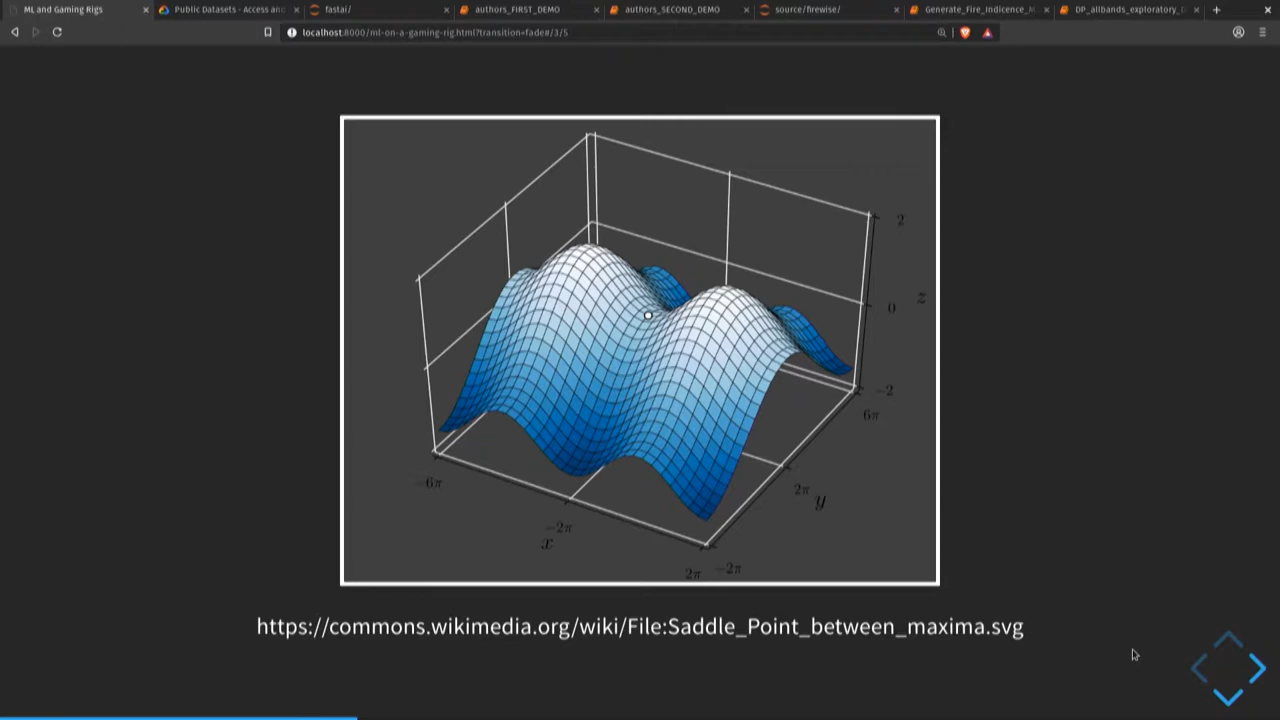 ML and Gaming Rigs
Public Datasets - Access and
fastai/
authors_FIRST_DEMO
authors_SECOND_DEMO
source/firewise/
Generate_Fire_Indicence_M
DP_allbands_exploratory_D
localhost:8000/ml-on-a-gaming-rig.html?transition=fade#/3/5
2
z
0
−2
6π
2π
y
−6π
−2π
x
2π
−2π
https://commons.wikimedia.org/wiki/File:Saddle_Point_between_maxima.svg